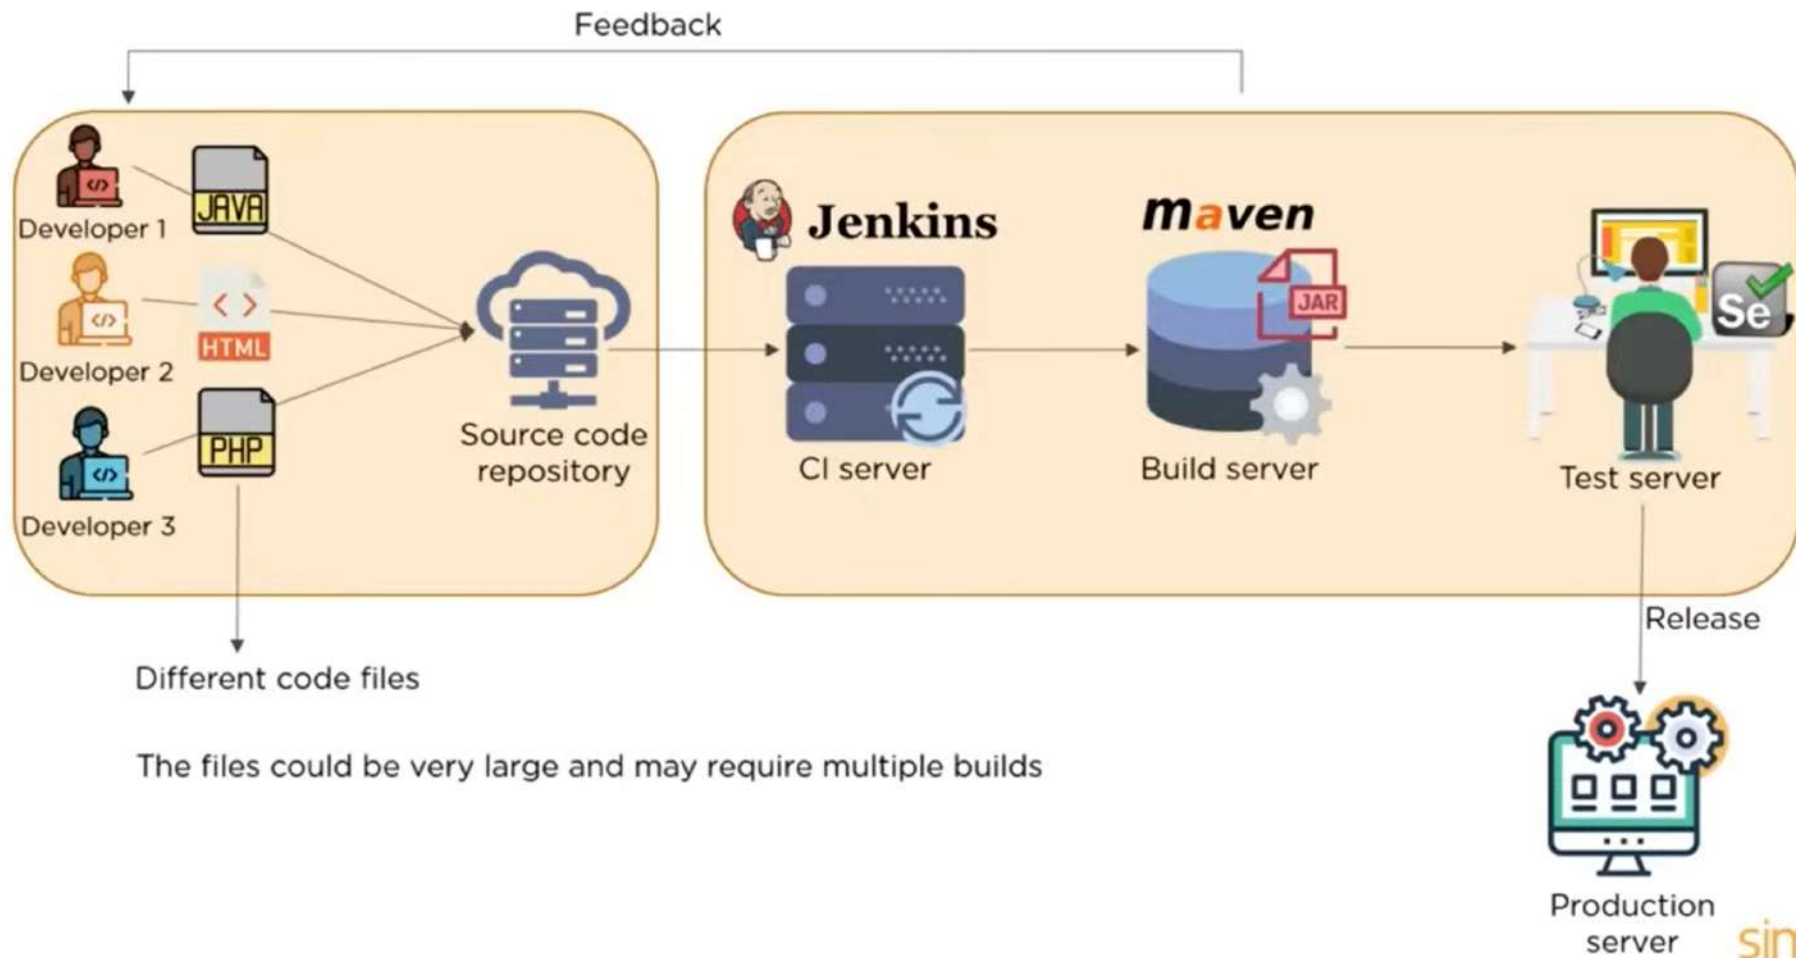 Feedback
Developer 1
JAVA
Developer 2
</>
HTML
Developer 3
PHP
Source code
repository
Jenkins
CI server
maven
JAR
Build server
Se
Test server
Release
Different code files
The files could be very large and may require multiple builds
Production
server